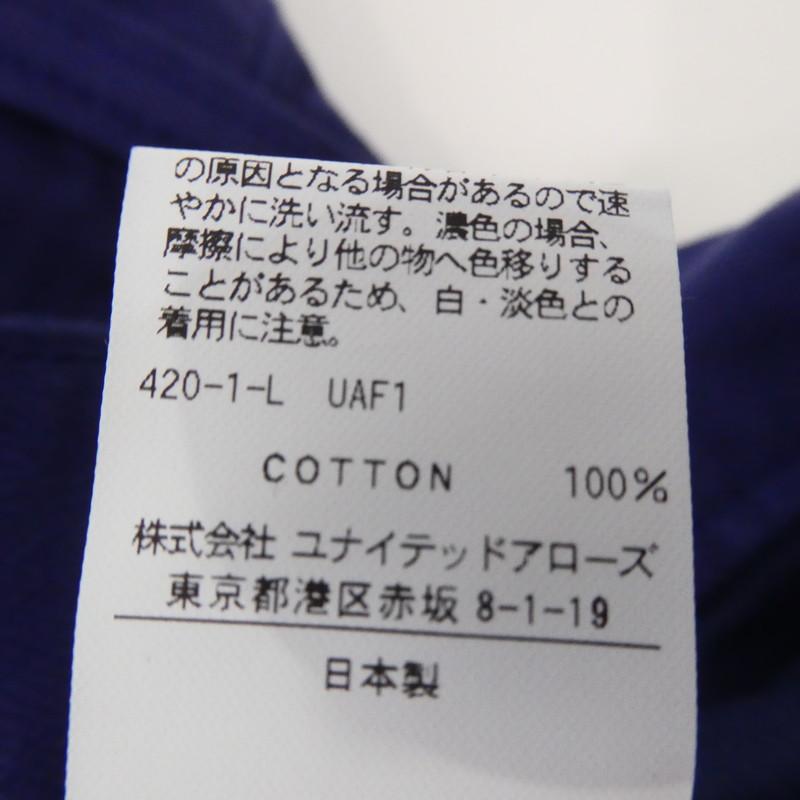 の原因となる場合があるので速
やかに洗い流す。濃色の場合、
摩擦により他の物へ色移りする
ことがあるため、白・淡色との
着用に注意。
420-1-L UAF1
COTTON 100%
株式会社 ユナイテッドアローズ
東京都港区赤坂 8-1-19
日本製